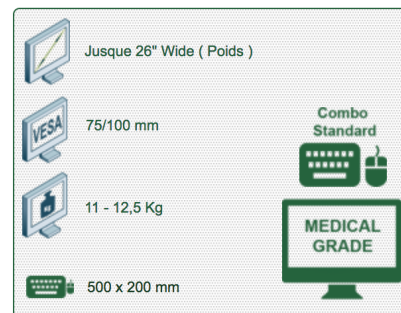 Jusque 26" Wide ( Poids )
VESA
75/100 mm
KG
11 - 12,5 Kg
500 x 200 mm
Combo
Standard
MEDICAL
GRADE